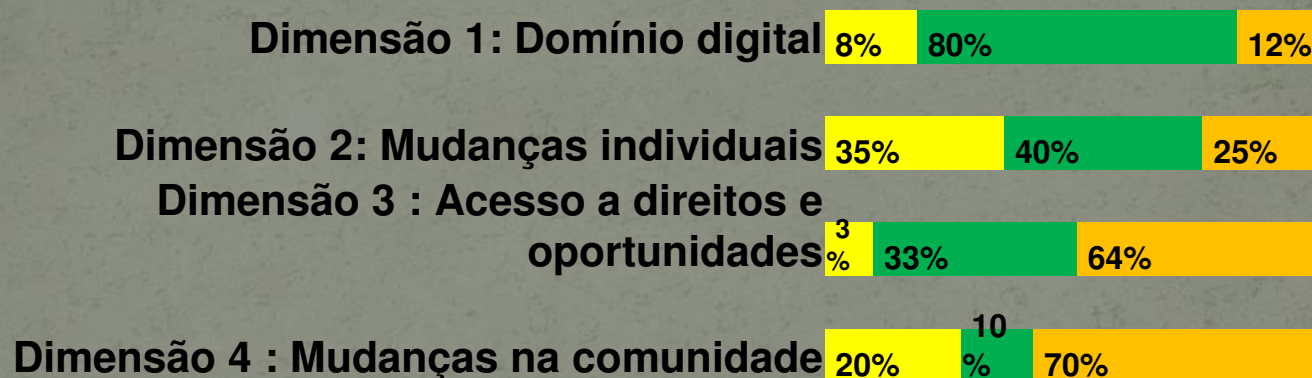 Dimensão 1: Domínio digital 8% 80% 12%
Dimensão 2: Mudanças individuais 35% 40% 25%
Dimensão 3 : Acesso a direitos e
oportunidades 3% 33% 64%
Dimensão 4 : Mudanças na comunidade 20% 10% 70%